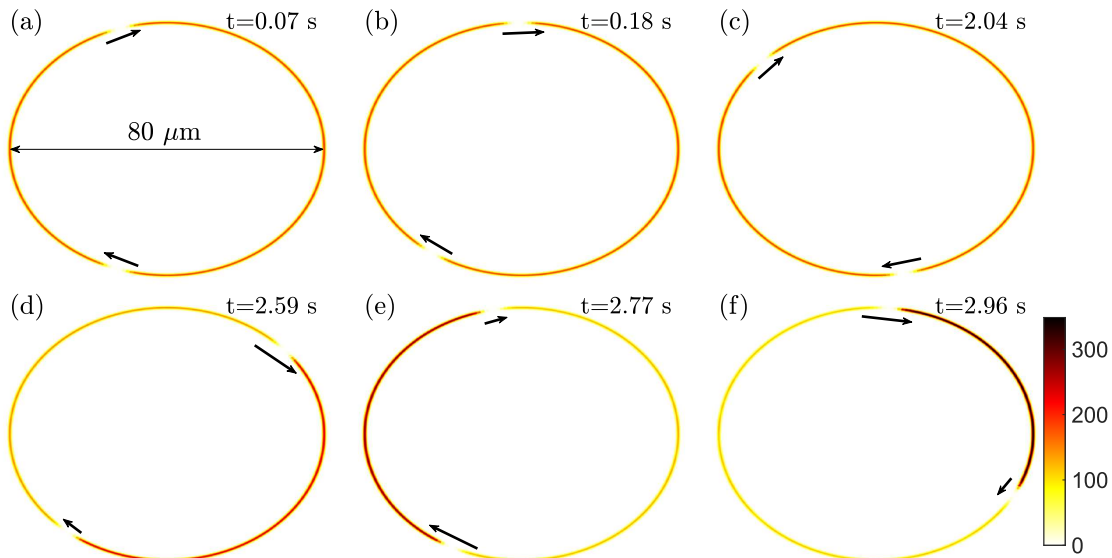 (a) t=0.07 s (b) t=0.18 s (c) t=2.04 s
80 μm
(d) t=2.59 s (e) t=2.77 s (f) t=2.96 s
300
200
100
0